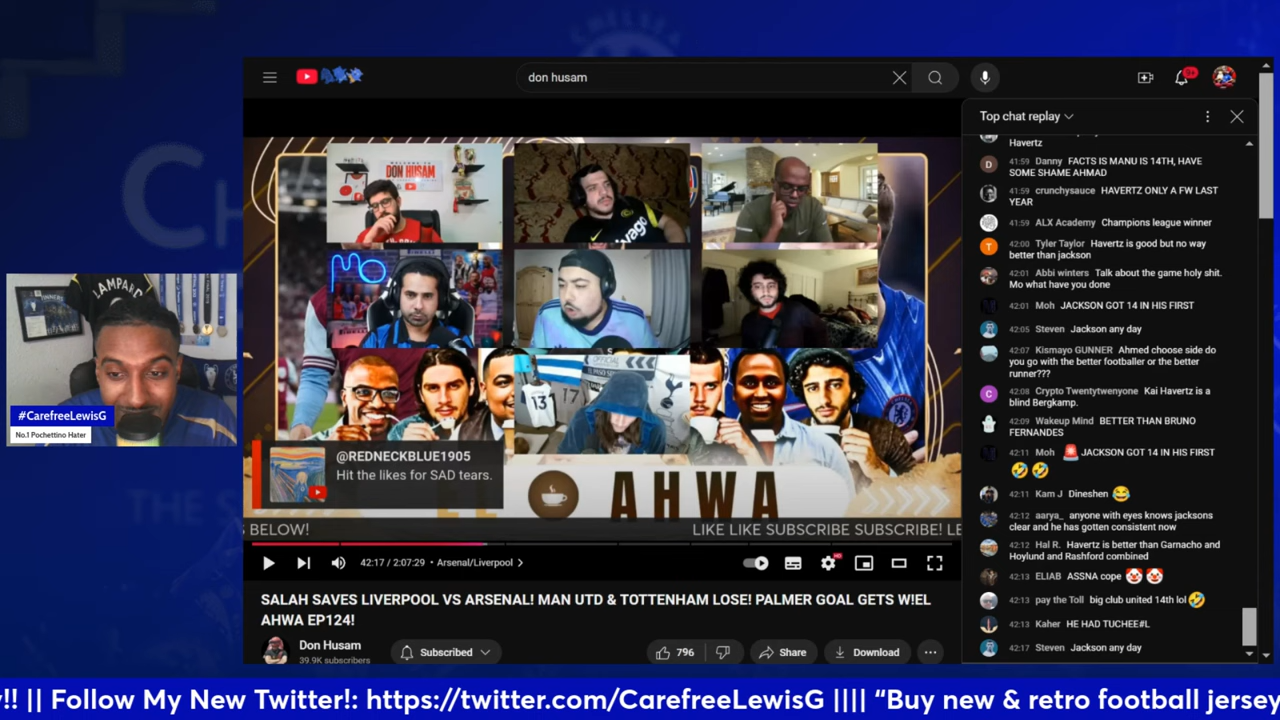 CHELSEA
CH
THE S
don husam
9+
Top chat replay
Havertz
41:59 Danny FACTS IS MANU IS 14TH, HAVE
SOME SHAME AHMAD
41:59 crunchysauce HAVERTZ ONLY A FW LAST
YEAR
41:59 ALX Academy Champions league winner
T
42:00 Tyler Taylor Havertz is good but no way
better than jackson
42:01 Abbi winters Talk about the game holy shit.
Mo what have you done
42:01 Moh JACKSON GOT 14 IN HIS FIRST
42:05 Steven Jackson any day
42:07 Kismayo GUNNER Ahmed choose side do
you go with the better footballer or the better
runner???
C
42:08 Crypto Twentytwenyone Kai Havertz is a
blind Bergkamp.
42:09 Wakeup Mind BETTER THAN BRUNO
FERNANDES
42:11 Moh 🚨JACKSON GOT 14 IN HIS FIRST
🤣 🤣
42:11 Kam J Dineshen 😂
42:12 aarya_ anyone with eyes knows jacksons
clear and he has gotten consistent now
42:12 Hal R. Havertz is better than Garnacho and
Hoylund and Rashford combined
42:13 ELIAB ASSNA cope 🤡 🤡
42:13 pay the Toll big club united 14th lol 🤣
42:13 Kaher HE HAD TUCHEE#L
42:17 Steven Jackson any day
DON HUSAM
MO
13
OFFICIAL
LAMPARD
#CarefreeLewisG
No.1 Pochettino Hater
@REDNECKBLUE1905
Hit the likes for SAD tears.
AHWA
S BELOW!
LIKE LIKE SUBSCRIBE SUBSCRIBE! LE
42:17 / 2:07:29 • Arsenal/Liverpool
HD
SALAH SAVES LIVERPOOL VS ARSENAL! MAN UTD & TOTTENHAM LOSE! PALMER GOAL GETS W!EL
AHWA EP124!
Don Husam
39.9K subscribers
Subscribed
796
Share
Download
y!! || Follow My New Twitter!: https://twitter.com/CarefreeLewisG |||| “Buy new & retro football jersey